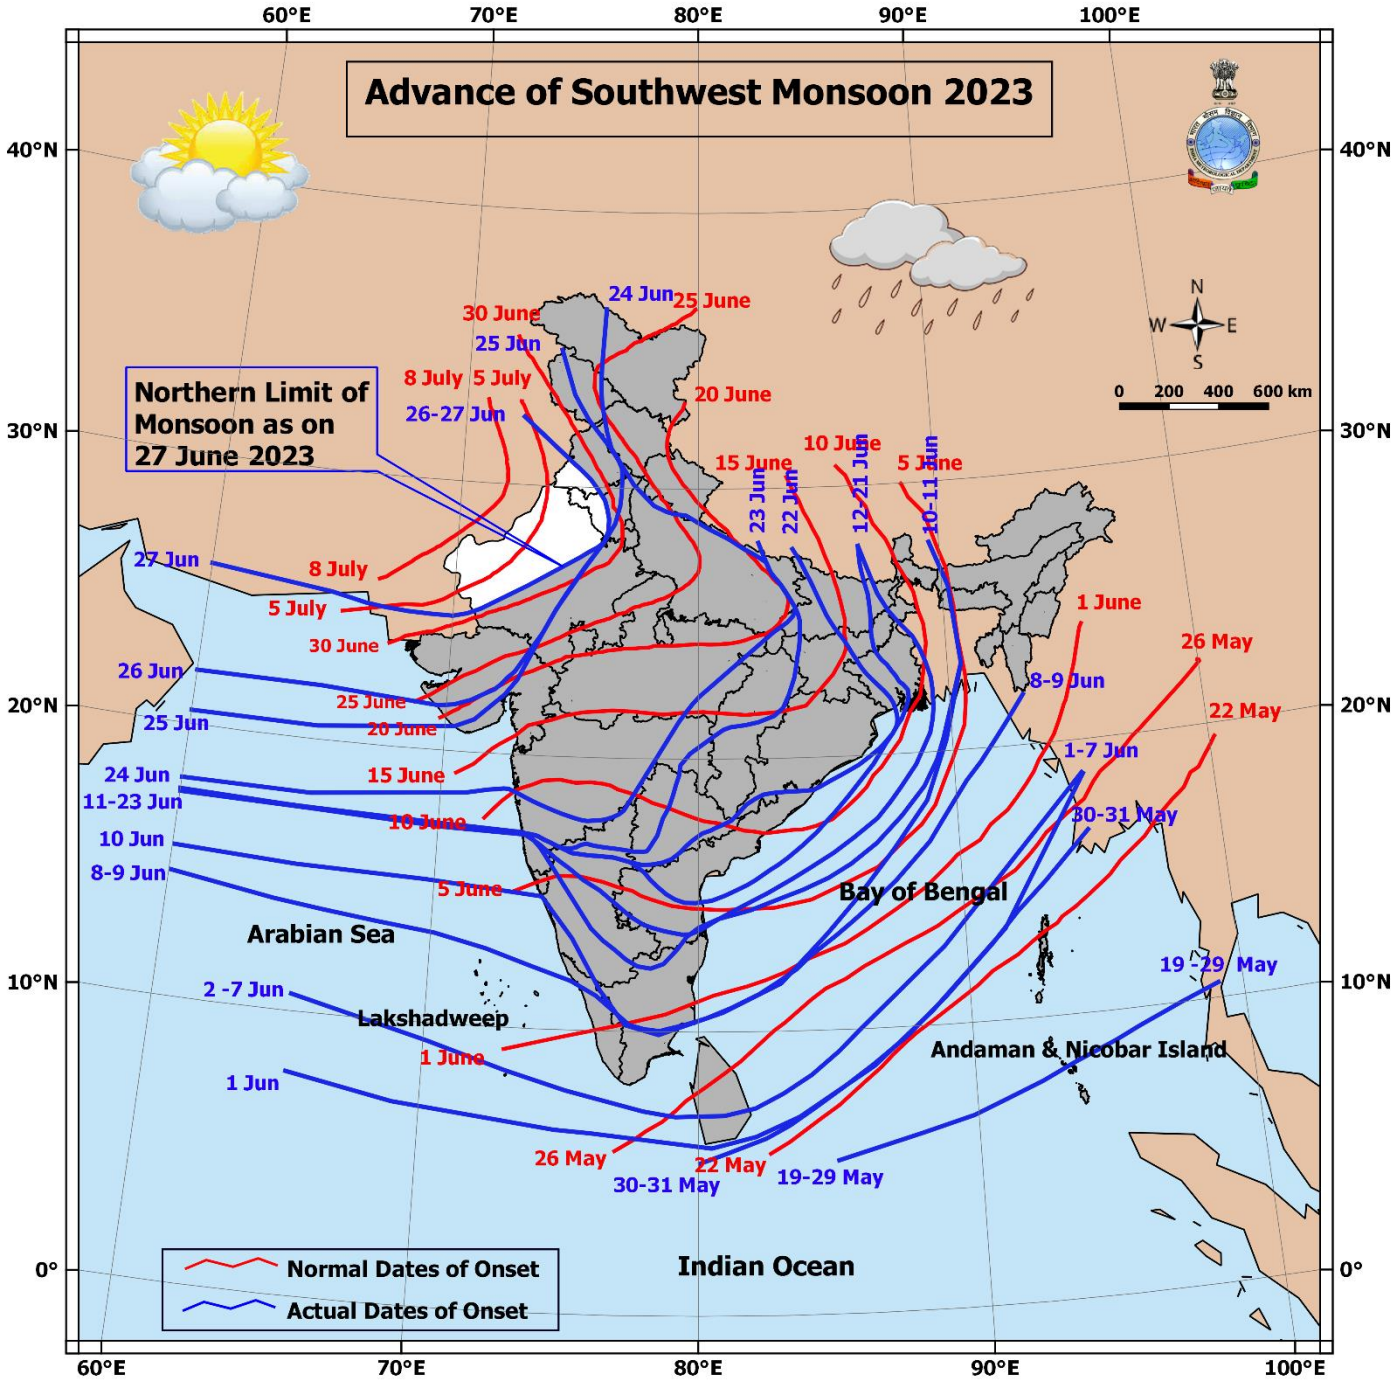 60°E 70°E 80°E 90°E 100°E
Advance of Southwest Monsoon 2023
40°N 40°N
N
W E
S
0 200 400 600 km
24 Jun 25 June
30 June
25 Jun
8 July 5 July
26-27 Jun
20 June
Northern Limit of
Monsoon as on
27 June 2023
30°N 30°N
10 June
15 June 5 June
23 Jun
22 Jun
12-21 Jun
10-11 Jun
27 Jun
8 July
5 July
1 June
30 June
26 May
26 Jun
8-9 Jun
25 June
20°N 20°N
22 May
25 Jun
20 June
1-7 Jun
24 Jun
15 June
11-23 Jun
30-31 May
10 June
10 Jun
8-9 Jun
5 June
Bay of Bengal
Arabian Sea
19 -29 May
10°N 10°N
2 -7 Jun
Lakshadweep
Andaman & Nicobar Island
1 June
1 Jun
26 May
22 May
19-29 May
30-31 May
Indian Ocean
0° 0°
Normal Dates of Onset
Actual Dates of Onset
60°E 70°E 80°E 90°E 100°E